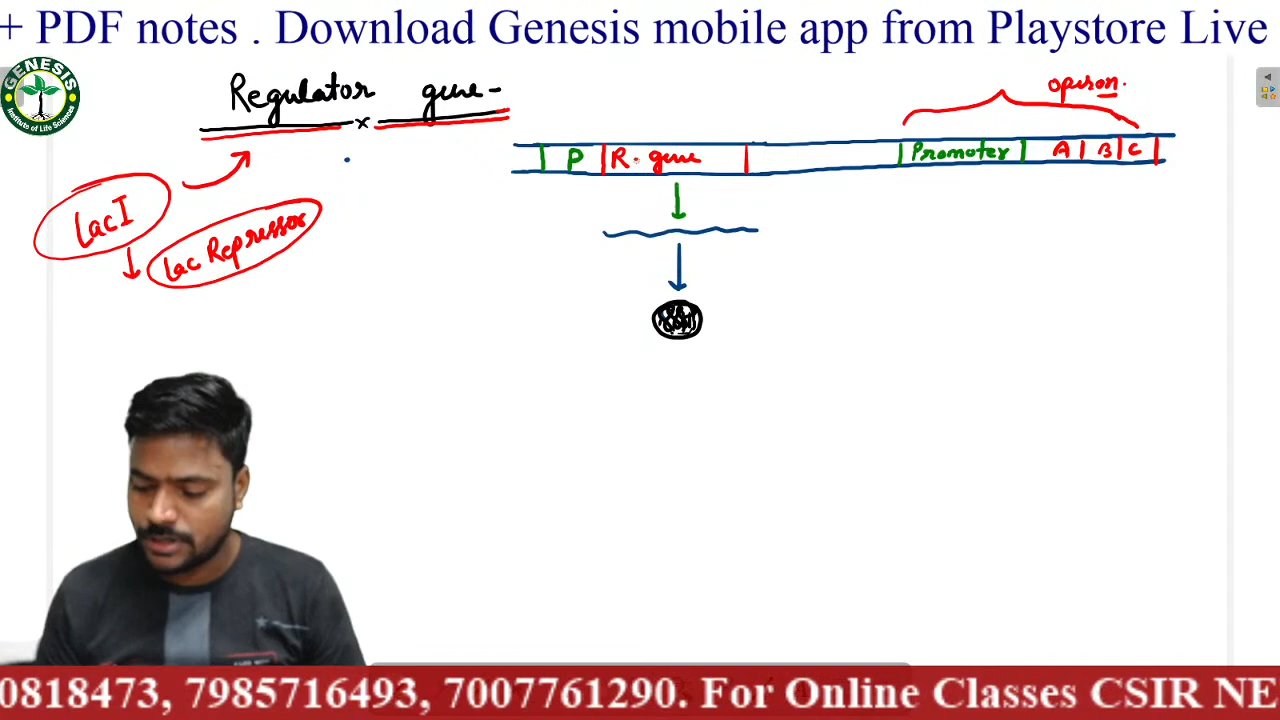 + PDF notes . Download Genesis mobile app from Playstore Live
GENESIS
Institute of Life Sciences
Regulator gene-
x
operon.
P R. gene Promoter A B C
LacI
Lac Repressor
0818473, 7985716493, 7007761290. For Online Classes CSIR NE